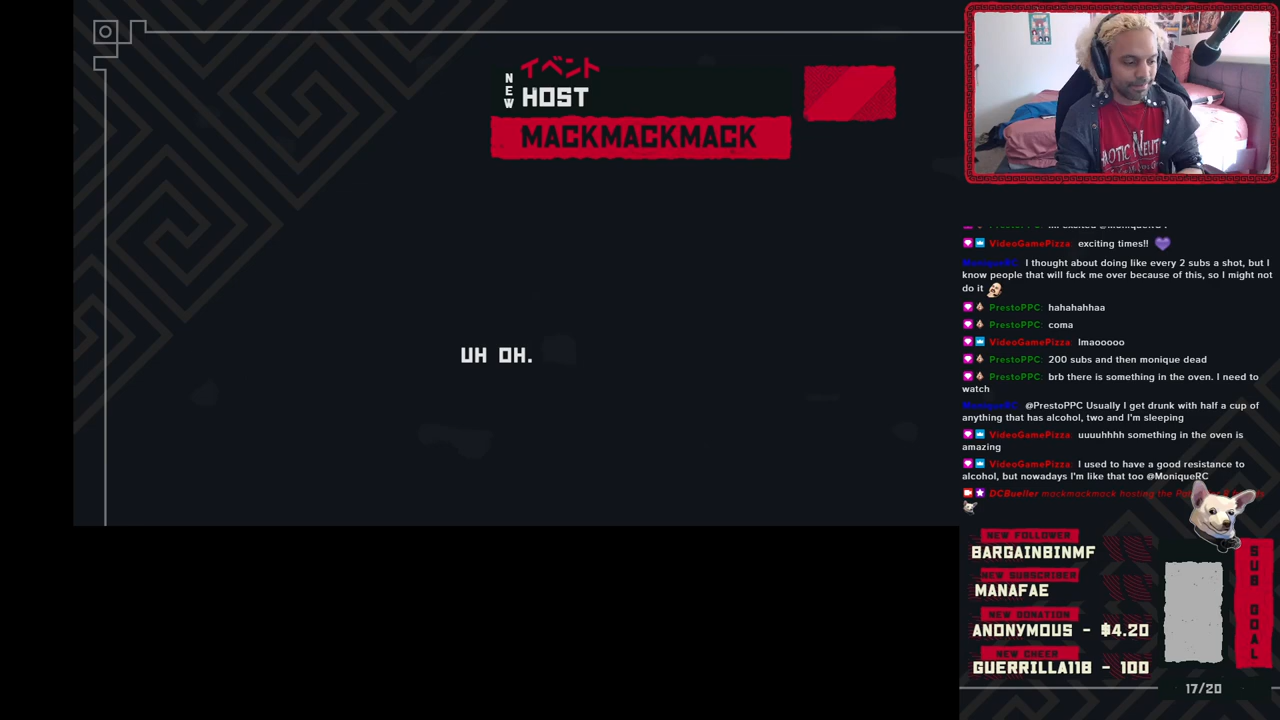 イベント
NEW
HOST
MACKMACKMACK
UH OH.
CHAOTIC NEUT
VideoGamePizza: exciting times!!
MoniqueRC: I thought about doing like every 2 subs a shot, but I
know people that will fuck me over because of this, so I might not
do it
PrestoPPC: hahahahhaa
PrestoPPC: coma
VideoGamePizza: lmaooooo
PrestoPPC: 200 subs and then monique dead
PrestoPPC: brb there is something in the oven. I need to
watch
MoniqueRC: @PrestoPPC Usually I get drunk with half a cup of
anything that has alcohol, two and I'm sleeping
VideoGamePizza: uuuuhhhh something in the oven is
amazing
VideoGamePizza: I used to have a good resistance to
alcohol, but nowadays I'm like that too @MoniqueRC
DCBueller mackmackmack hosting the
NEW FOLLOWER
BARGAINBINMF
NEW SUBSCRIBER
MANAFAE
NEW DONATION
ANONYMOUS - $4.20
NEW CHEER
GUERRILLA118 - 100
SUB GOAL
17/20